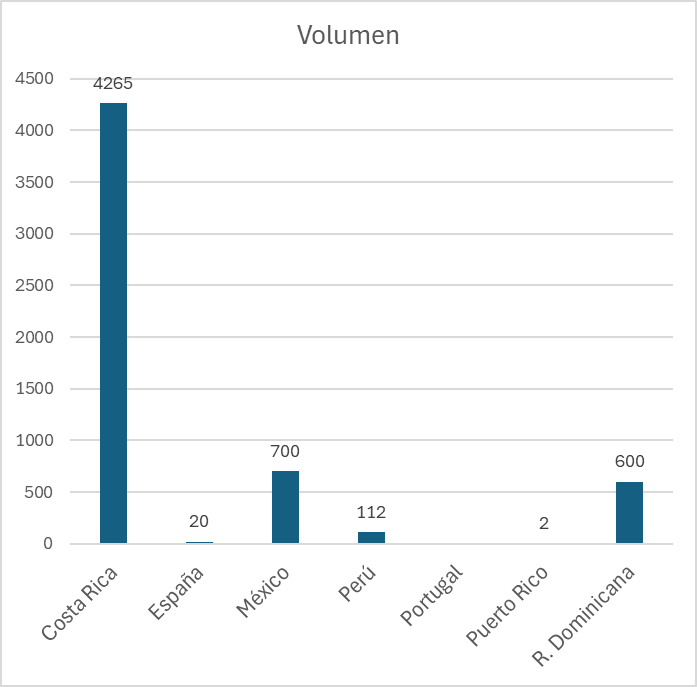 Volumen
4500
4265
4000
3500
3000
2500
2000
1500
1000
700
600
500
112
20
2
0
Costa Rica
España
México
Perú
Portugal
Puerto Rico
R. Dominicana